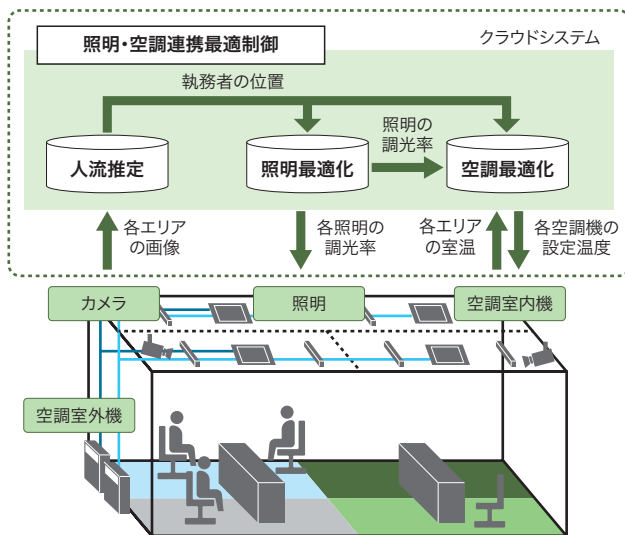 照明・空調連携最適制御
クラウドシステム
執務者の位置
照明の
調光率
人流推定
照明最適化
空調最適化
各エリア
の画像
各照明の
調光率
各エリア
の室温
各空調機の
設定温度
カメラ
照明
空調室内機
空調室外機